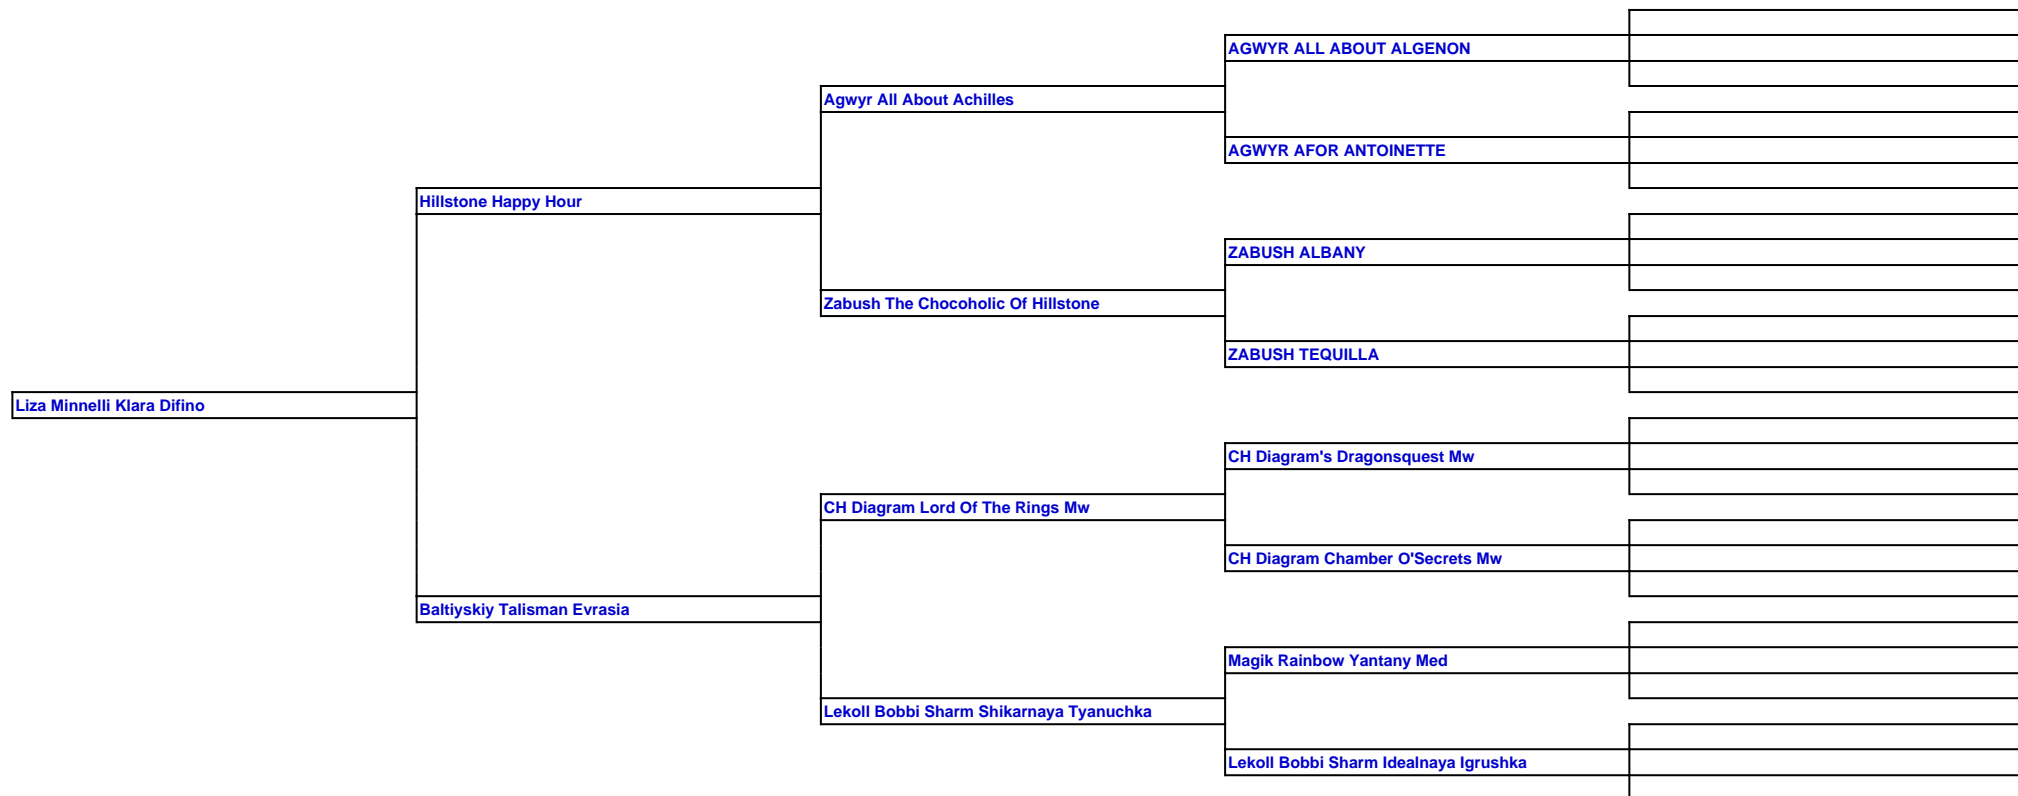 AGWYR ALL ABOUT ALGENON
Agwyr All About Achilles
AGWYR AFOR ANTOINETTE
Hillstone Happy Hour
ZABUSH ALBANY
Zabush The Chocoholic Of Hillstone
ZABUSH TEQUILLA
Liza Minnelli Klara Difino
CH Diagram's Dragonsquest Mw
CH Diagram Lord Of The Rings Mw
CH Diagram Chamber O'Secrets Mw
Baltiyskiy Talisman Evrasia
Magik Rainbow Yantany Med
Lekoll Bobbi Sharm Shikarnaya Tyanuchka
Lekoll Bobbi Sharm Idealnaya Igrushka